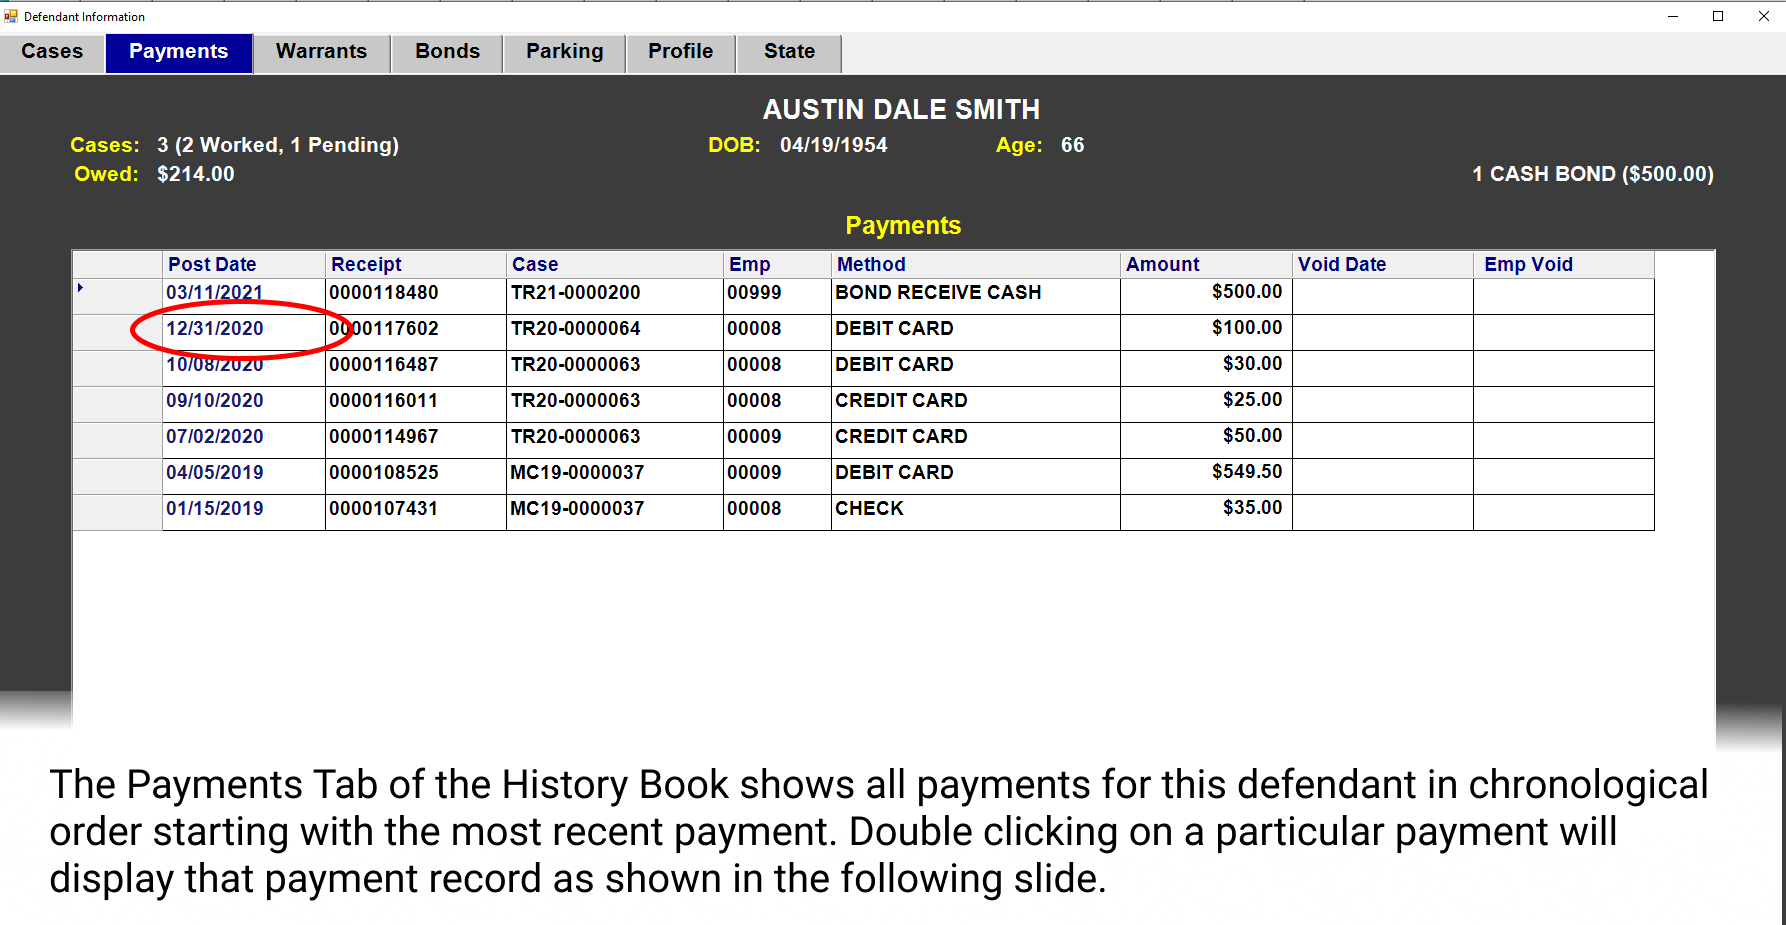 Defendant Information
Cases Payments Warrants Bonds Parking Profile State
AUSTIN DALE SMITH
Cases: 3 (2 Worked, 1 Pending) DOB: 04/19/1954 Age: 66
Owed: $214.00 1 CASH BOND ($500.00)
Payments
Post Date Receipt Case Emp Method Amount Void Date Emp Void
03/11/2021 0000118480 TR21-0000200 00999 BOND RECEIVE CASH $500.00
12/31/2020 0000117602 TR20-0000064 00008 DEBIT CARD $100.00
10/08/2020 0000116487 TR20-0000063 00008 DEBIT CARD $30.00
09/10/2020 0000116011 TR20-0000063 00008 CREDIT CARD $25.00
07/02/2020 0000114967 TR20-0000063 00009 CREDIT CARD $50.00
04/05/2019 0000108525 MC19-0000037 00009 DEBIT CARD $549.50
01/15/2019 0000107431 MC19-0000037 00008 CHECK $35.00
The Payments Tab of the History Book shows all payments for this defendant in chronological
order starting with the most recent payment. Double clicking on a particular payment will
display that payment record as shown in the following slide.